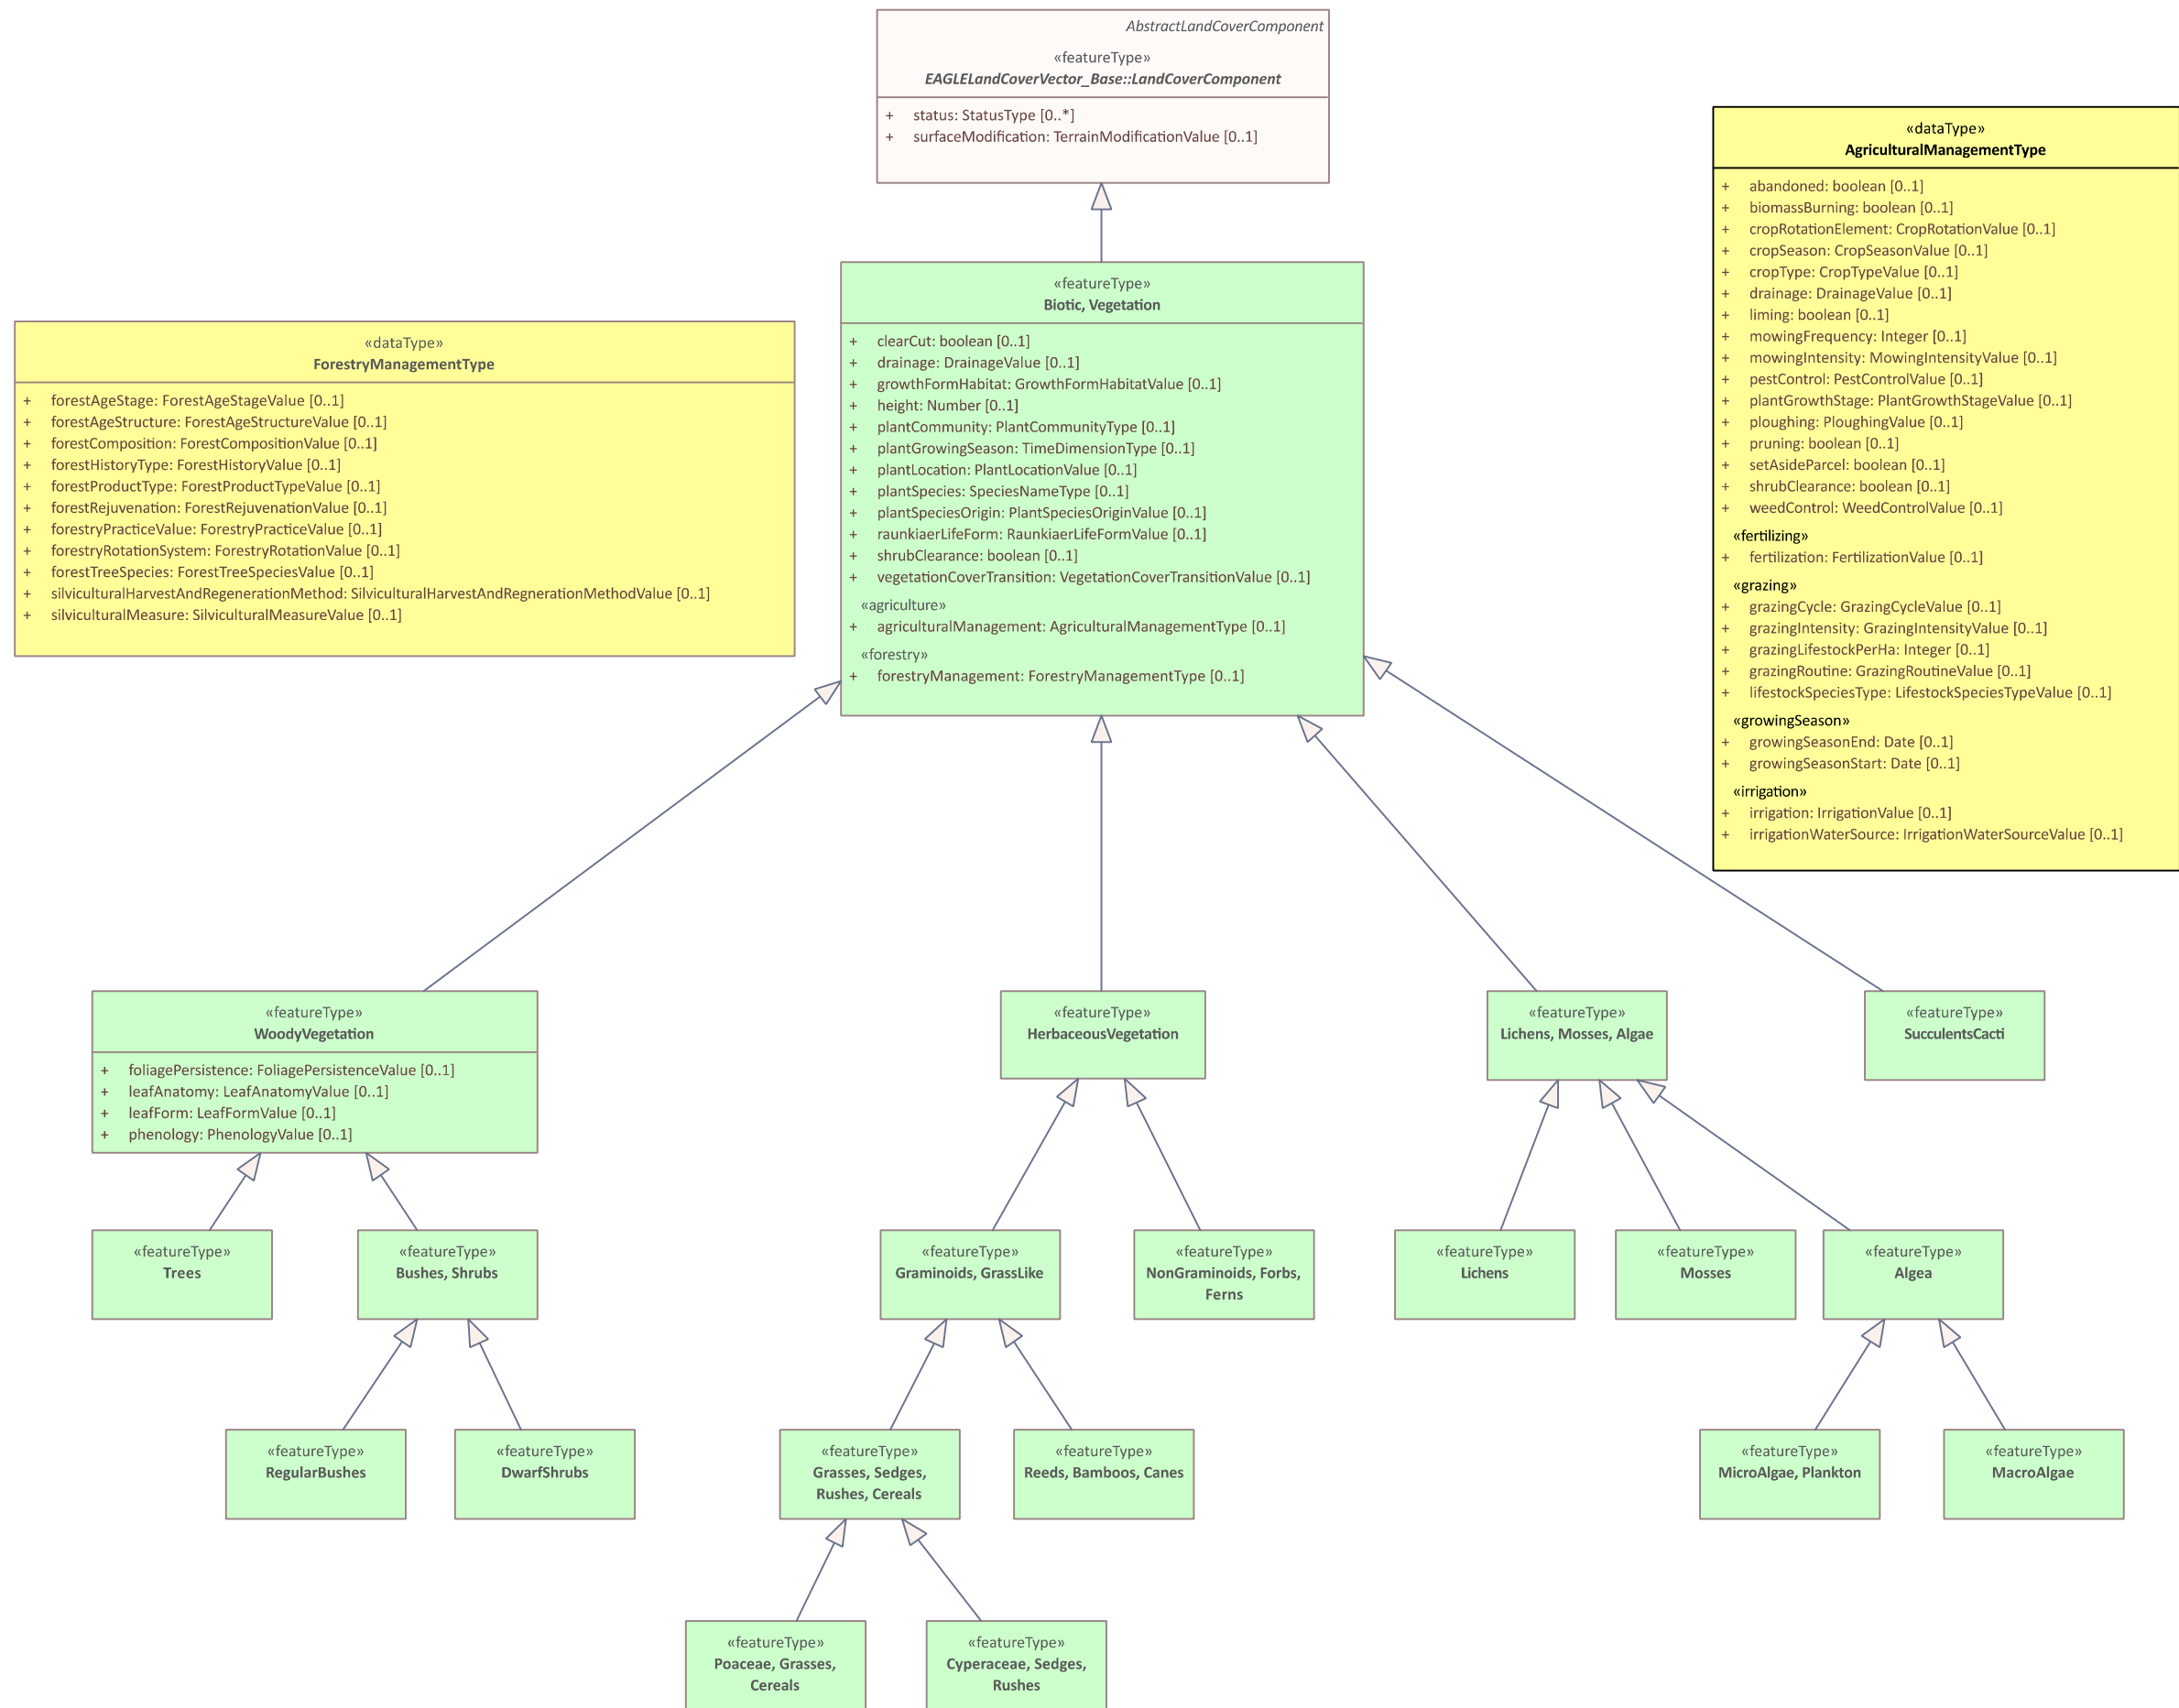 AbstractLandCoverComponent
«featureType»
EAGLELandCoverVector_Base::LandCoverComponent
+ status: StatusType [0..*]
+ surfaceModification: TerrainModificationValue [0..1]
«dataType»
AgriculturalManagementType
+ abandoned: boolean [0..1]
+ biomassBurning: boolean [0..1]
+ cropRotationElement: CropRotationValue [0..1]
+ cropSeason: CropSeasonValue [0..1]
+ cropType: CropTypeValue [0..1]
+ drainage: DrainageValue [0..1]
+ liming: boolean [0..1]
+ mowingFrequency: Integer [0..1]
+ mowingIntensity: MowingIntensityValue [0..1]
+ pestControl: PestControlValue [0..1]
+ plantGrowthStage: PlantGrowthStageValue [0..1]
+ ploughing: PloughingValue [0..1]
+ pruning: boolean [0..1]
+ setAsideParcel: boolean [0..1]
+ shrubClearance: boolean [0..1]
+ weedControl: WeedControlValue [0..1]
«fertilizing»
+ fertilization: FertilizationValue [0..1]
«grazing»
+ grazingCycle: GrazingCycleValue [0..1]
+ grazingIntensity: GrazingIntensityValue [0..1]
+ grazingLifestockPerHa: Integer [0..1]
+ grazingRoutine: GrazingRoutineValue [0..1]
+ lifestockSpeciesType: LifestockSpeciesTypeValue [0..1]
«growingSeason»
+ growingSeasonEnd: Date [0..1]
+ growingSeasonStart: Date [0..1]
«irrigation»
+ irrigation: IrrigationValue [0..1]
+ irrigationWaterSource: IrrigationWaterSourceValue [0..1]
«featureType»
Biotic, Vegetation
+ clearCut: boolean [0..1]
+ drainage: DrainageValue [0..1]
+ growthFormHabitat: GrowthFormHabitatValue [0..1]
+ height: Number [0..1]
+ plantCommunity: PlantCommunityType [0..1]
+ plantGrowingSeason: TimeDimensionType [0..1]
+ plantLocation: PlantLocationValue [0..1]
+ plantSpecies: SpeciesNameType [0..1]
+ plantSpeciesOrigin: PlantSpeciesOriginValue [0..1]
+ raunkiaerLifeForm: RaunkiaerLifeFormValue [0..1]
+ shrubClearance: boolean [0..1]
+ vegetationCoverTransition: VegetationCoverTransitionValue [0..1]
«agriculture»
+ agriculturalManagement: AgriculturalManagementType [0..1]
«forestry»
+ forestryManagement: ForestryManagementType [0..1]
«dataType»
ForestryManagementType
+ forestAgeStage: ForestAgeStageValue [0..1]
+ forestAgeStructure: ForestAgeStructureValue [0..1]
+ forestComposition: ForestCompositionValue [0..1]
+ forestHistoryType: ForestHistoryValue [0..1]
+ forestProductType: ForestProductTypeValue [0..1]
+ forestRejuvenation: ForestRejuvenationValue [0..1]
+ forestryPracticeValue: ForestryPracticeValue [0..1]
+ forestryRotationSystem: ForestryRotationValue [0..1]
+ forestTreeSpecies: ForestTreeSpeciesValue [0..1]
+ silviculturalHarvestAndRegenerationMethod: SilviculturalHarvestAndRegnerationMethodValue [0..1]
+ silviculturalMeasure: SilviculturalMeasureValue [0..1]
«featureType»
WoodyVegetation
+ foliagePersistence: FoliagePersistenceValue [0..1]
+ leafAnatomy: LeafAnatomyValue [0..1]
+ leafForm: LeafFormValue [0..1]
+ phenology: PhenologyValue [0..1]
«featureType»
HerbaceousVegetation
«featureType»
Lichens, Mosses, Algae
«featureType»
SucculentsCacti
«featureType»
Trees
«featureType»
Bushes, Shrubs
«featureType»
Graminoids, GrassLike
«featureType»
NonGraminoids, Forbs,
Ferns
«featureType»
Lichens
«featureType»
Mosses
«featureType»
Algea
«featureType»
RegularBushes
«featureType»
DwarfShrubs
«featureType»
Grasses, Sedges,
Rushes, Cereals
«featureType»
Reeds, Bamboos, Canes
«featureType»
MicroAlgae, Plankton
«featureType»
MacroAlgae
«featureType»
Poaceae, Grasses,
Cereals
«featureType»
Cyperaceae, Sedges,
Rushes